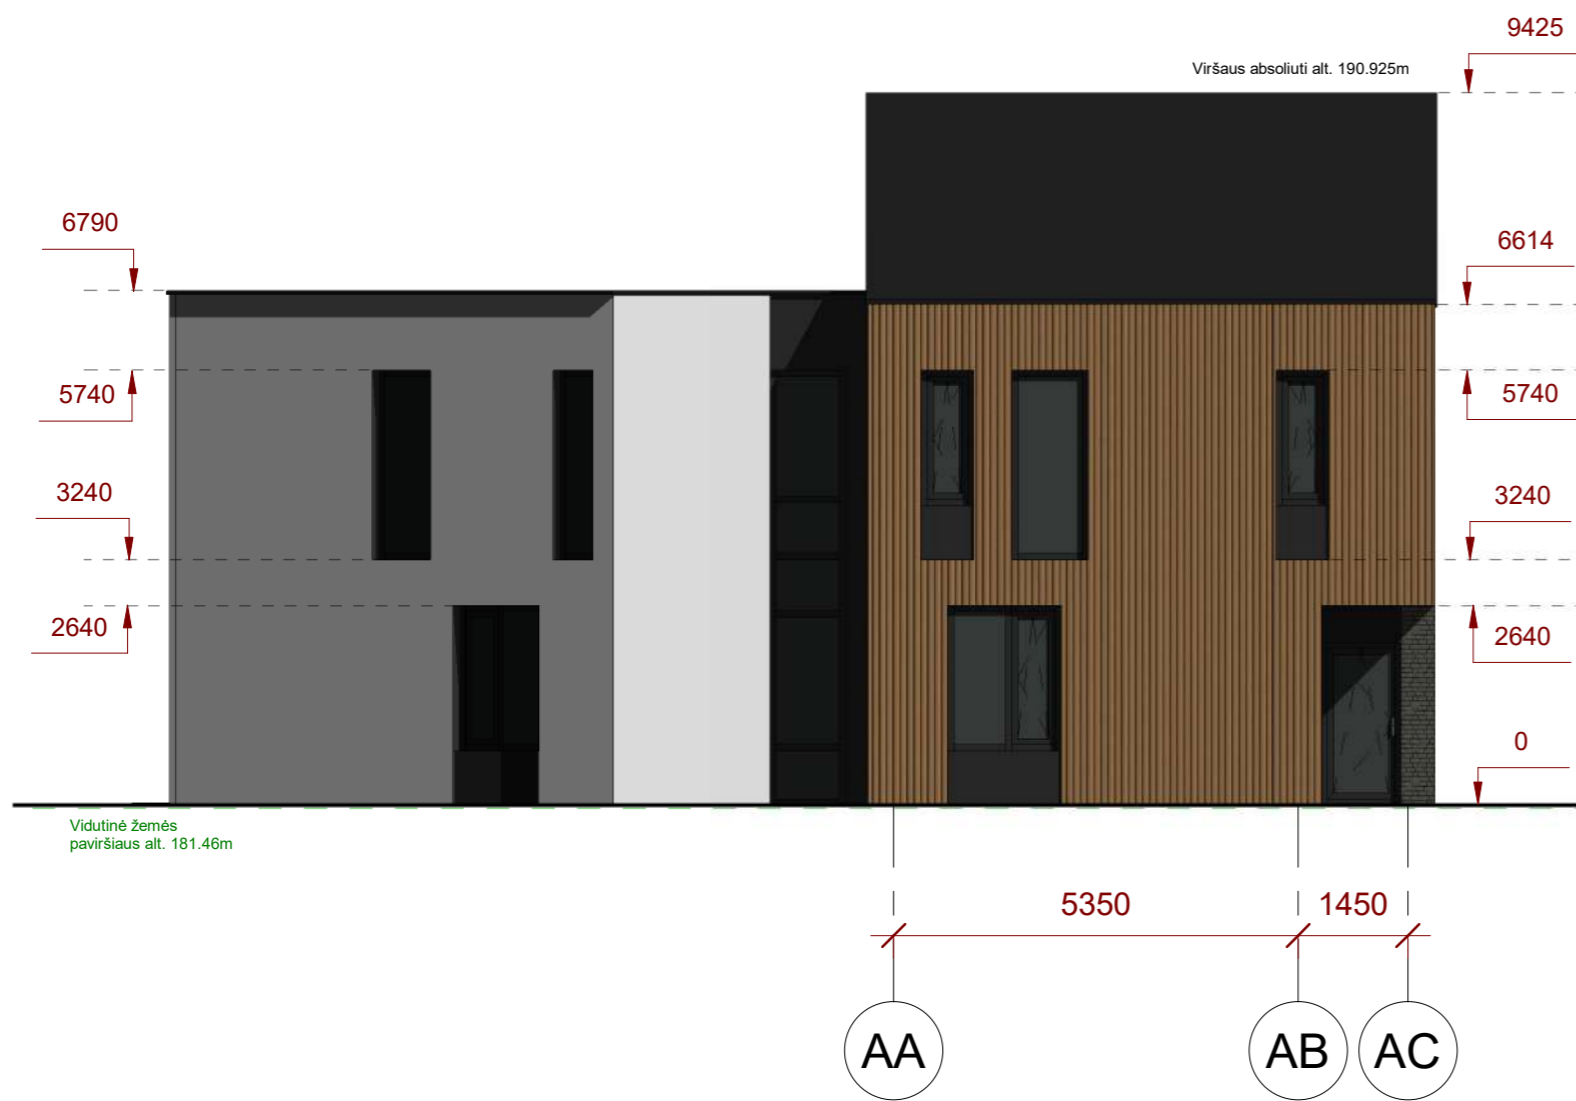 9425
Viršaus absoliuti alt. 190.925m
6790
6614
5740
5740
3240
3240
2640
2640
0
Vidutinė žemės
paviršiaus alt. 181.46m
5350
1450
AA
AB
AC